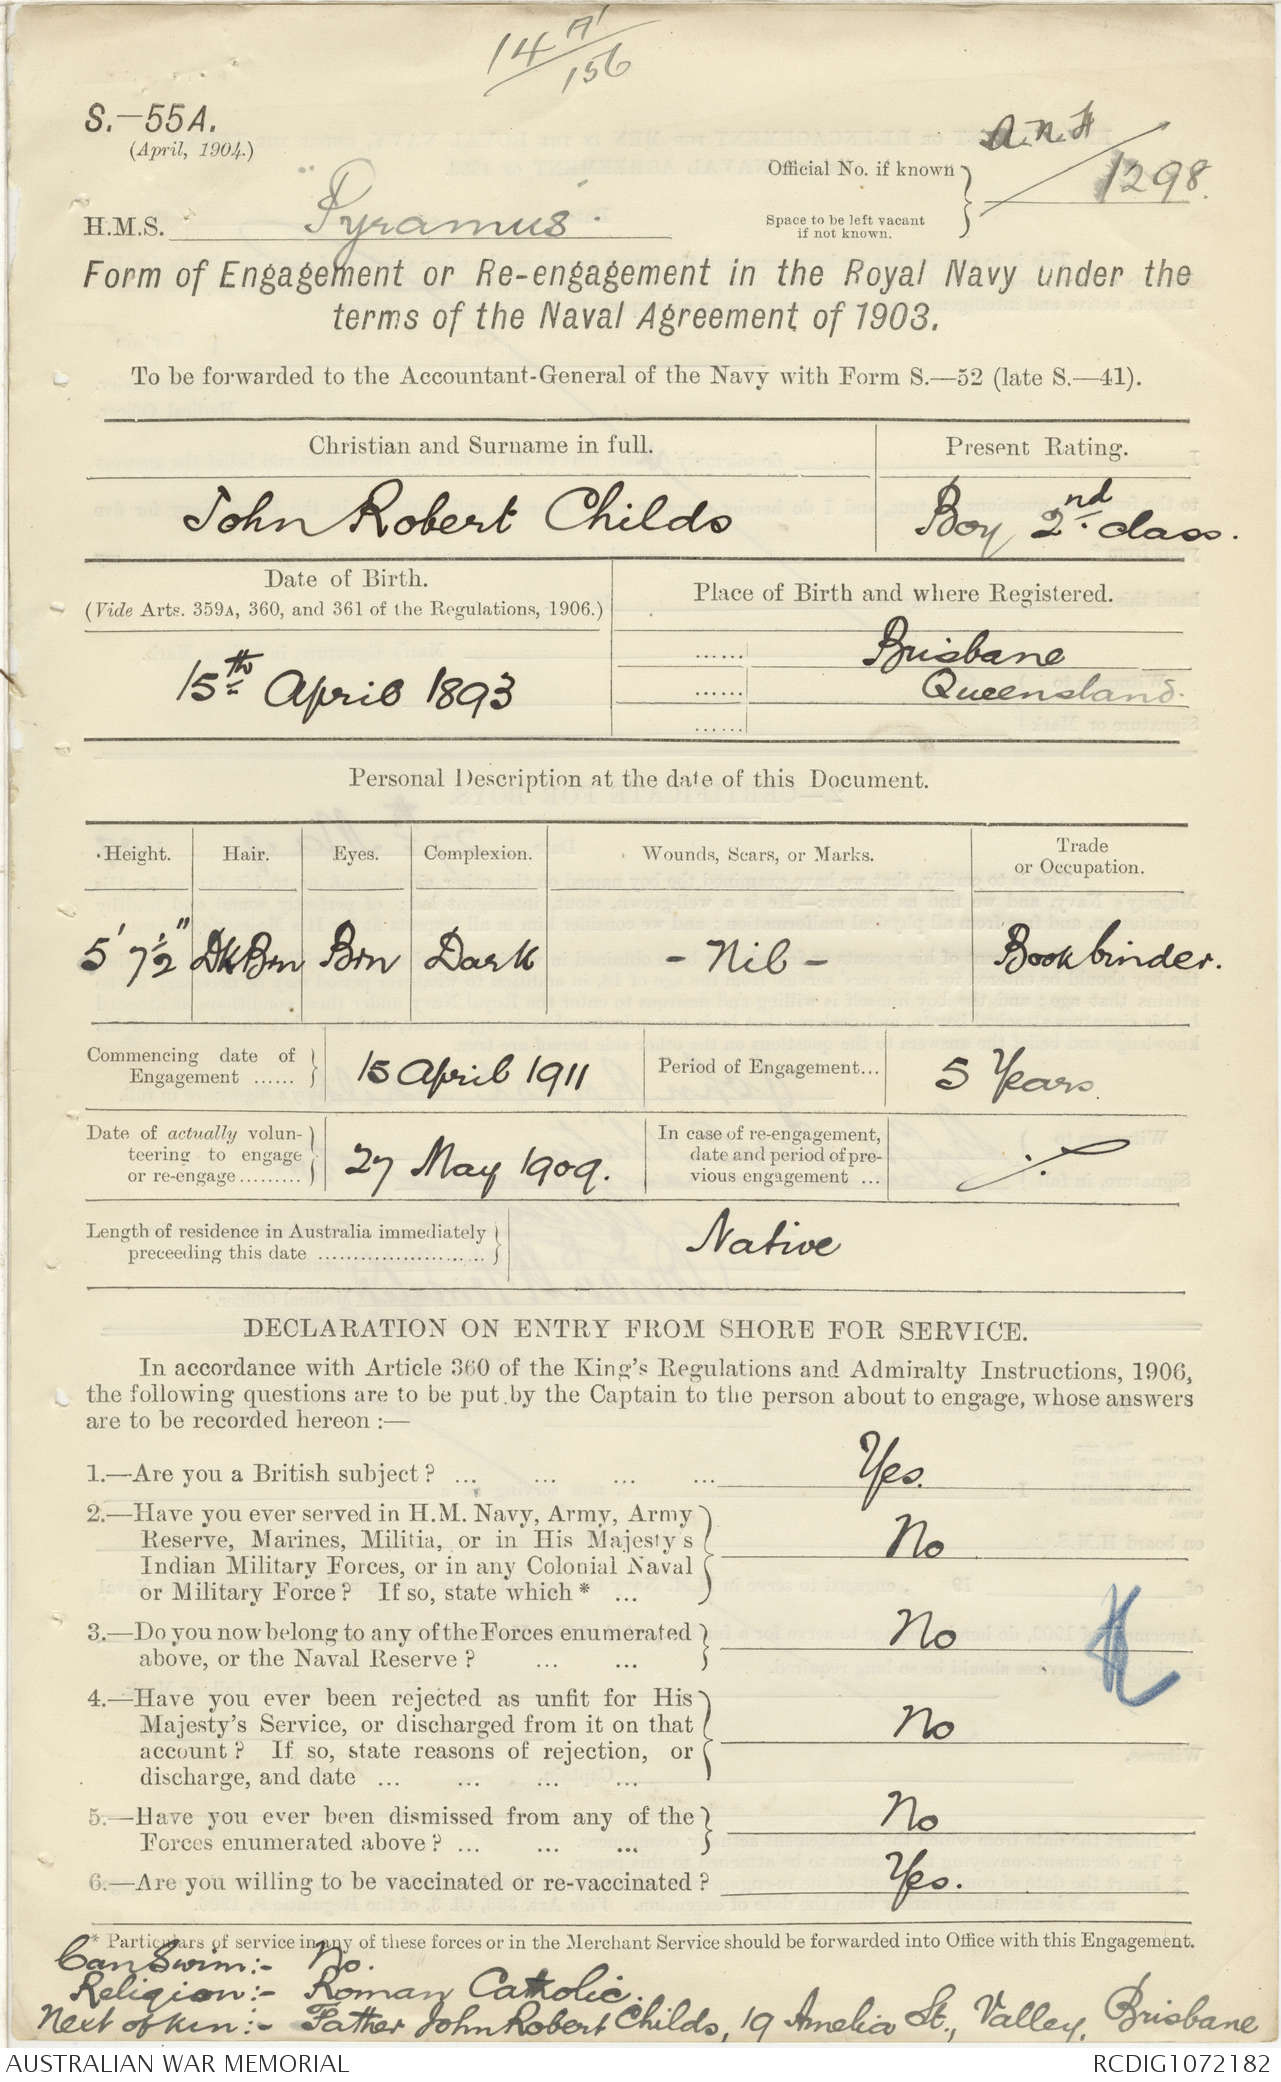 14A/156
S.—55A.
(April, 1904.)
Official No. if known
A.N.F
1298.
Space to be left vacant
if not known.
H.M.S. "Pyramus"
Form of Engagement or Re-engagement in the Royal Navy under the
terms of the Naval Agreement of 1903.
To be forwarded to the Accountant-General of the Navy with Form S.—52 (late S.—41).
Christian and Surname in full. Present Rating.
John Robert Childs Boy 2nd class.
Date of Birth.
(Vide Arts. 359A, 360, and 361 of the Regulations, 1906.)
Place of Birth and where Registered.
15th April 1893
...... Brisbane
...... Queensland.
......
Personal Description at the date of this Document.
Height. Hair. Eyes. Complexion. Wounds, Scars, or Marks. Trade
or Occupation.
5' 7½" DkBrn Brn Dark - Nil - Bookbinder.
Commencing date of
Engagement ......
15 April 1911
Period of Engagement... 5 Years.
Date of actually volun-
teering to engage
or re-engage.........
27 May 1909.
In case of re-engagement,
date and period of pre-
vious engagement ...
Length of residence in Australia immediately
preceeding this date ........................
Native
DECLARATION ON ENTRY FROM SHORE FOR SERVICE.
In accordance with Article 360 of the King's Regulations and Admiralty Instructions, 1906,
the following questions are to be put by the Captain to the person about to engage, whose answers
are to be recorded hereon :—
1.—Are you a British subject? ... ... ... ... Yes.
2.—Have you ever served in H.M. Navy, Army, Army
Reserve, Marines, Militia, or in His Majesty's
Indian Military Forces, or in any Colonial Naval
or Military Force? If so, state which * ...
No
3.—Do you now belong to any of the Forces enumerated
above, or the Naval Reserve ? ... ...
No
4.—Have you ever been rejected as unfit for His
Majesty's Service, or discharged from it on that
account? If so, state reasons of rejection, or
discharge, and date ... ... ... ...
No
5.—Have you ever been dismissed from any of the
Forces enumerated above? ... ... ...
No
6.—Are you willing to be vaccinated or re-vaccinated ? Yes.
* Particulars of service in any of these forces or in the Merchant Service should be forwarded into Office with this Engagement.
Can Swim:- No.
Religion:- Roman Catholic.
Next of kin:- Father John Robert Childs, 19 Amelia St., Valley, Brisbane
AUSTRALIAN WAR MEMORIAL RCDIG1072182